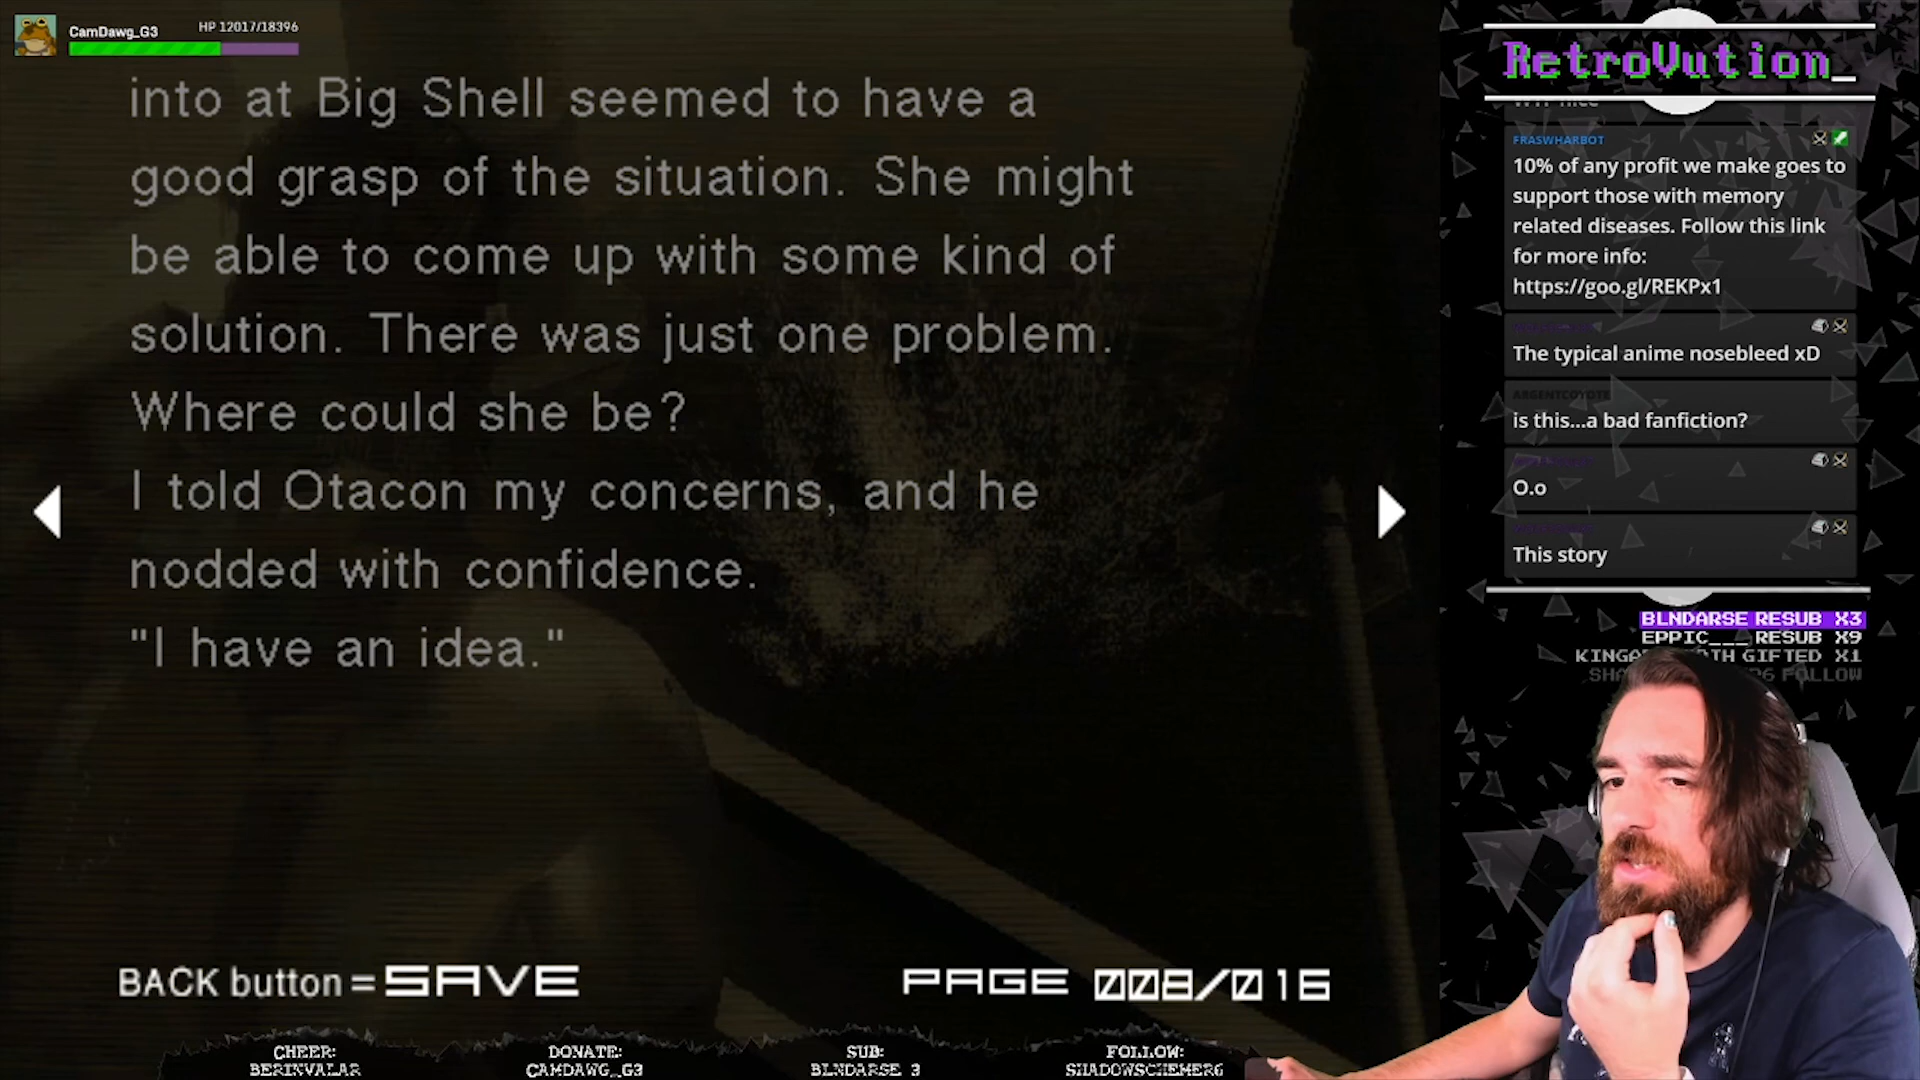 CamDawg_G3
HP 12017/18396
into at Big Shell seemed to have a
good grasp of the situation. She might
be able to come up with some kind of
solution. There was just one problem.
Where could she be?
I told Otacon my concerns, and he
nodded with confidence.
"I have an idea."
BACK button = SAVE
PAGE 008/016
RetroVution_
FRASWHARBOT
10% of any profit we make goes to
support those with memory
related diseases. Follow this link
for more info:
https://goo.gl/REKPx1
The typical anime nosebleed xD
ARGENTCOYOTE
is this...a bad fanfiction?
O.o
This story
BLNDARSE RESUB X3
EPPIC___ RESUB X9
GIFTED X1
FOLLOW
CHEER:
BERINVALAR
DONATE:
CAMDAWG_G3
SUB:
BLNDARSE 3
FOLLOW:
SHADOWSCHEMER6